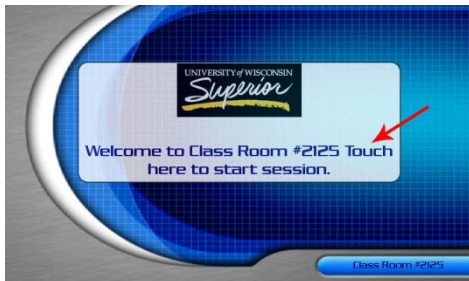 UNIVERSITY of WISCONSIN
Superior
Welcome to Class Room #2125 Touch
here to start session.
Class Room #2125